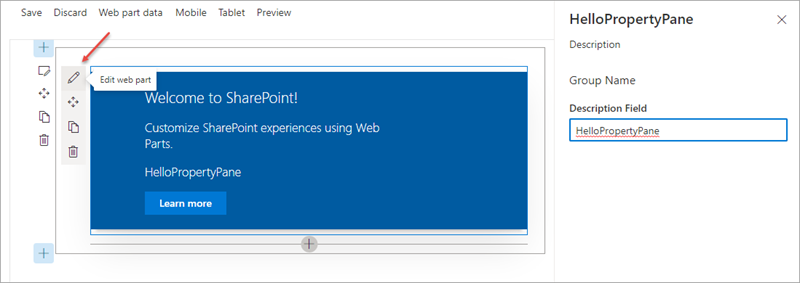 Save Discard Web part data Mobile Tablet Preview
Edit web part
Welcome to SharePoint!
Customize SharePoint experiences using Web
Parts.
HelloPropertyPane
Learn more
HelloPropertyPane
Description
Group Name
Description Field
HelloPropertyPane